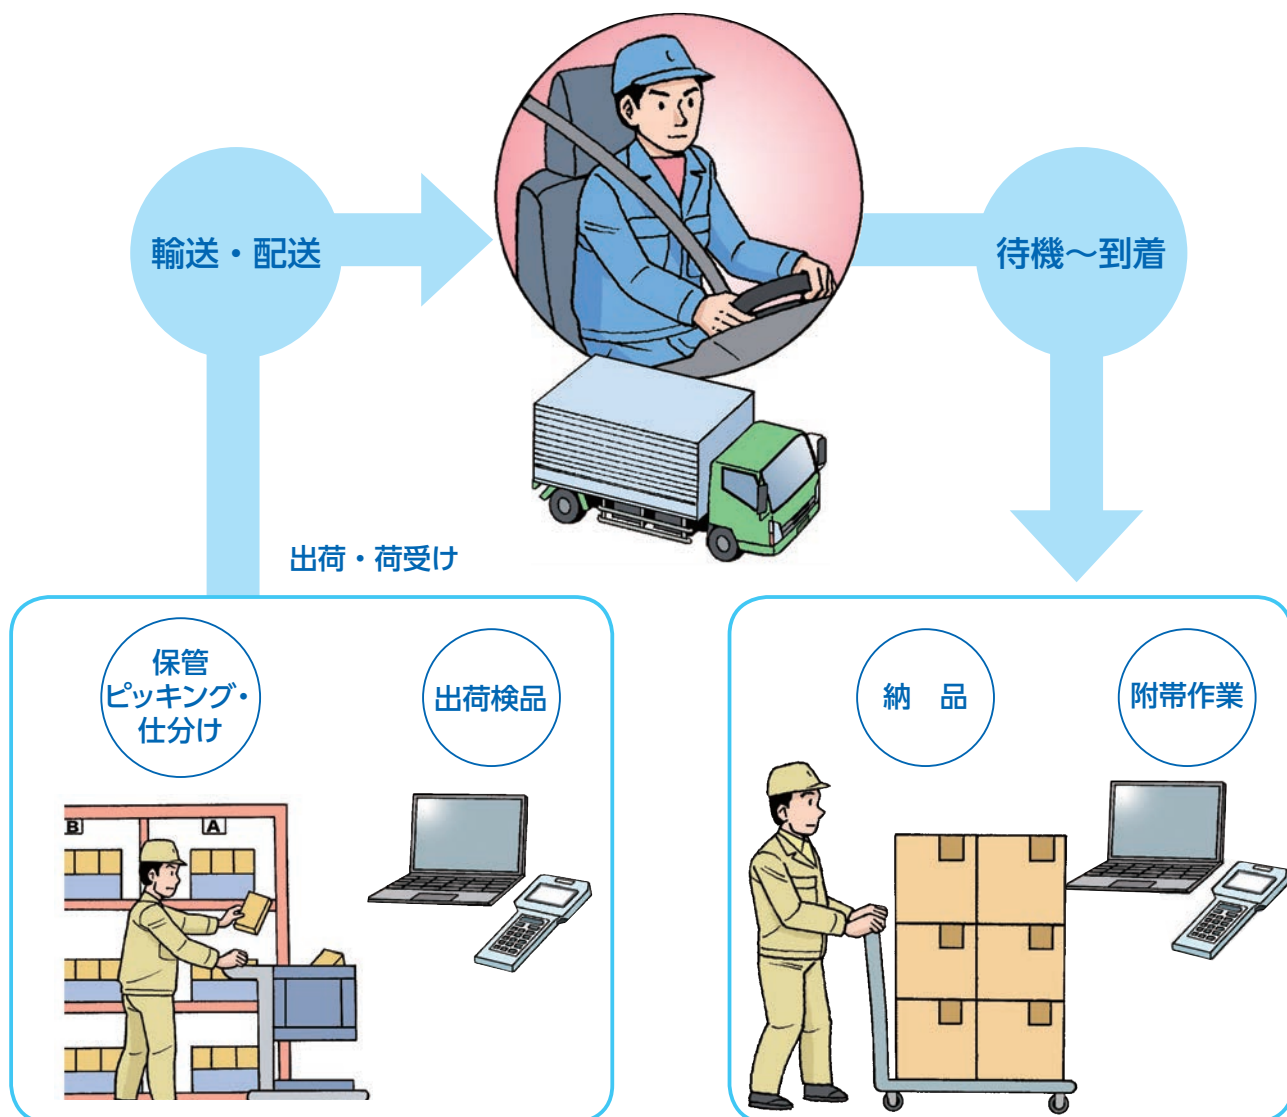 輸送・配送
待機～到着
出荷・荷受け
保管
ピッキング・
仕分け
出荷検品
納　品
附帯作業
B
A